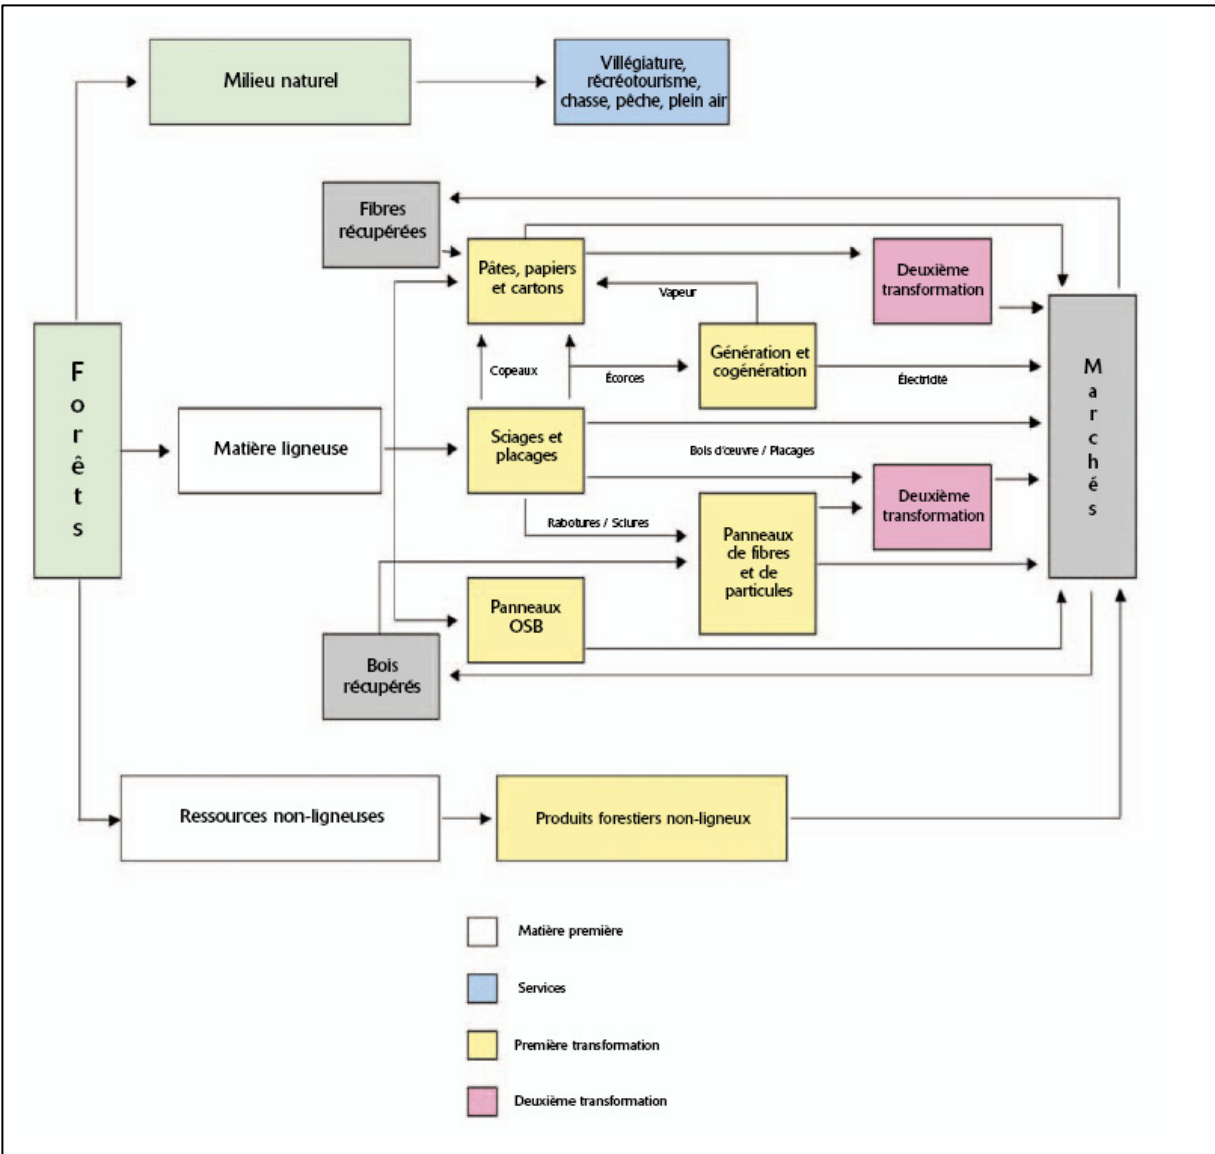 Milieu naturel
Villégiature,
récréotourisme,
chasse, pêche, plein air
Fibres
récupérées
Pâtes, papiers
et cartons
Deuxième
transformation
Vapeur
Forêts
Marchés
Génération et
cogénération
Copeaux
Écorces
Électricité
Matière ligneuse
Sciages et
placages
Bois d'œuvre / Placages
Deuxième
transformation
Rabotures / Sciures
Panneaux
de fibres
et de
particules
Panneaux
OSB
Bois
récupérés
Ressources non-ligneuses
Produits forestiers non-ligneux
Matière première
Services
Première transformation
Deuxième transformation